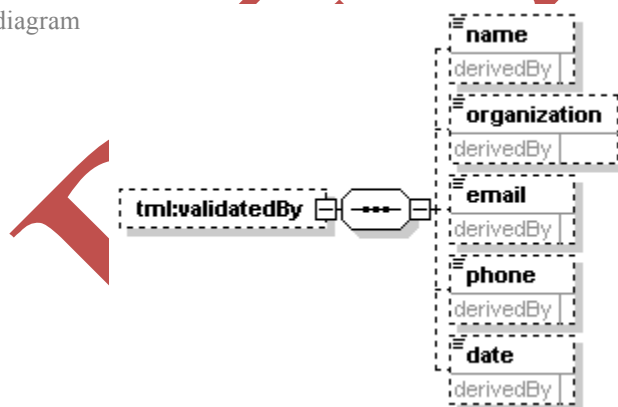 diagram
name
derivedBy
organization
derivedBy
tml:validatedBy
email
derivedBy
phone
derivedBy
date
derivedBy